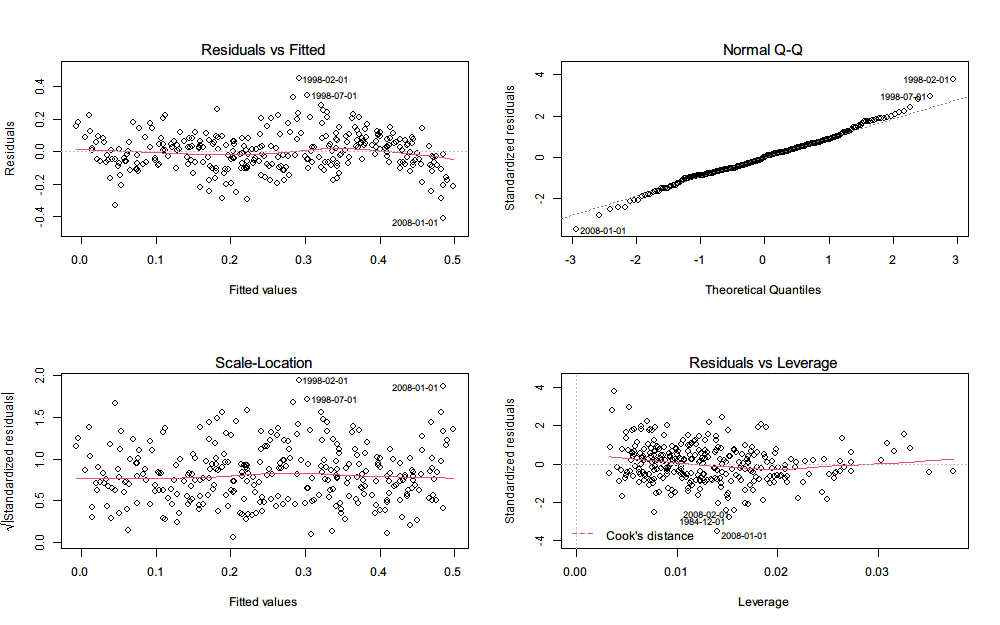 Residuals vs Fitted
Residuals
0.4
0.2
0.0
-0.2
-0.4
1998-02-01
1998-07-01
2008-01-01
0.0 0.1 0.2 0.3 0.4 0.5
Fitted values
Normal Q-Q
Standardized residuals
4
2
0
-2
1998-02-01
1998-07-01
2008-01-01
-3 -2 -1 0 1 2 3
Theoretical Quantiles
Scale-Location
√|Standardized residuals|
2.0
1.5
1.0
0.5
0.0
1998-02-01
2008-01-01
1998-07-01
0.0 0.1 0.2 0.3 0.4 0.5
Fitted values
Residuals vs Leverage
Standardized residuals
4
2
0
-2
-4
2008-02-01
1984-12-01
2008-01-01
Cook's distance
0.00 0.01 0.02 0.03
Leverage